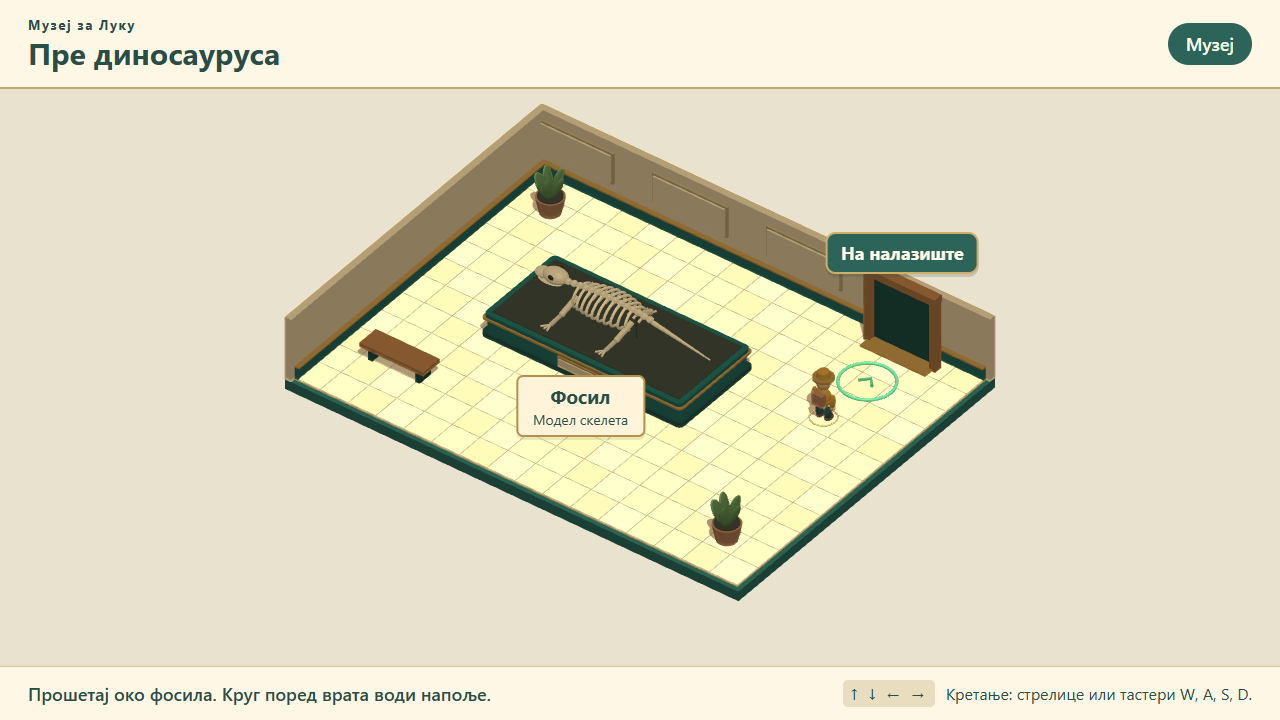 Музеј за Луку
Пре диносауруса
Музеј
На налазиште
Фосил
Модел скелета
Прошетај око фосила. Круг поред врата води напоље.
↑ ↓ ← → Кретање: стрелице или тастери W, A, S, D.